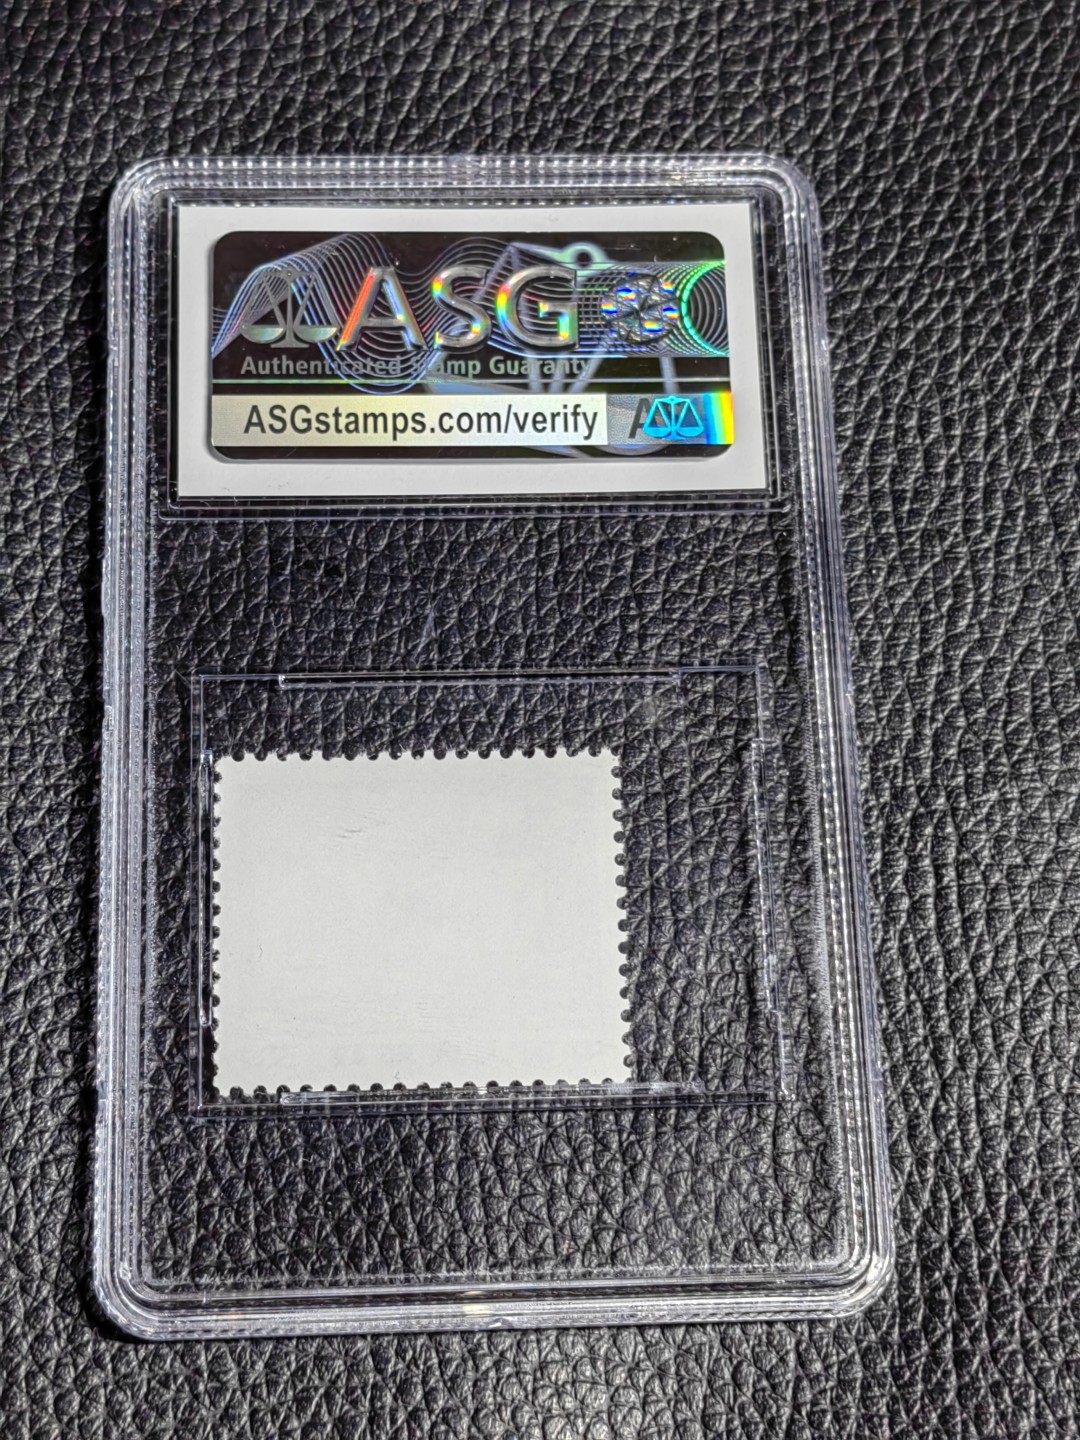 ASG
Authenticated Stamp Guaranty
ASGstamps.com/verify